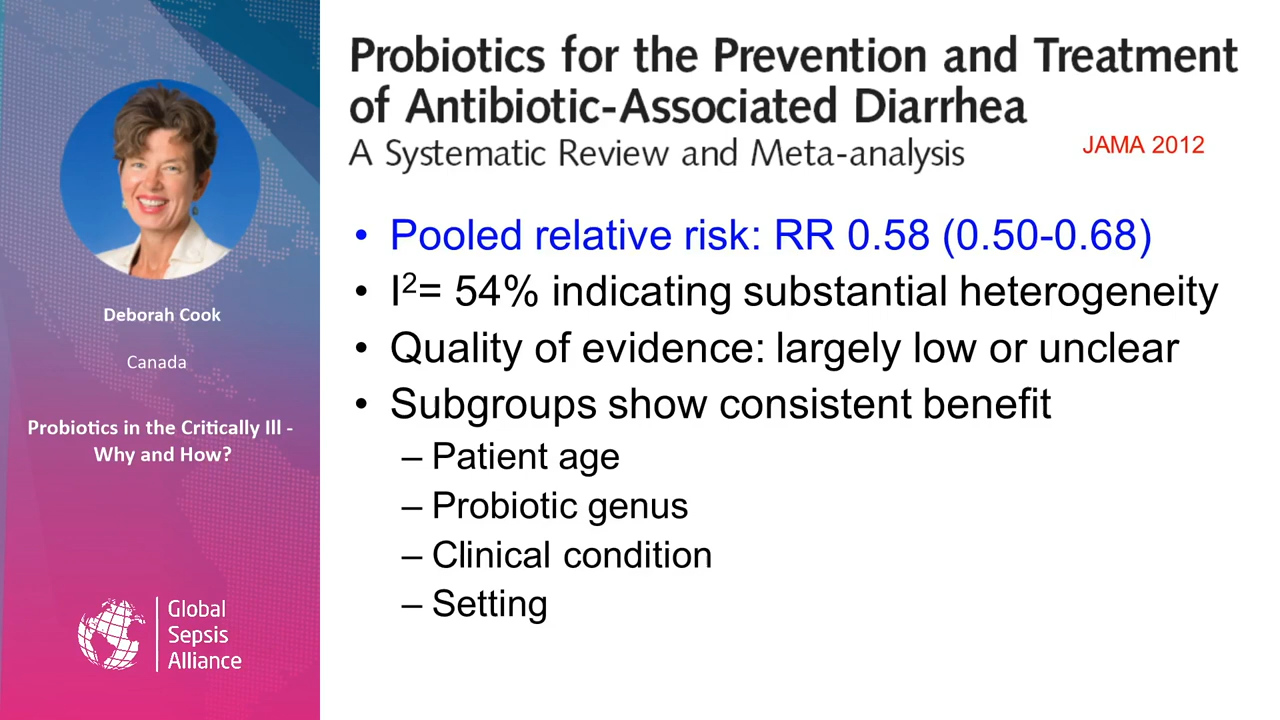 Probiotics for the Prevention and Treatment
of Antibiotic-Associated Diarrhea
A Systematic Review and Meta-analysis
JAMA 2012
• Pooled relative risk: RR 0.58 (0.50-0.68)
• I²= 54% indicating substantial heterogeneity
• Quality of evidence: largely low or unclear
• Subgroups show consistent benefit
– Patient age
– Probiotic genus
– Clinical condition
– Setting
Deborah Cook
Canada
Probiotics in the Critically Ill -
Why and How?
Global
Sepsis
Alliance